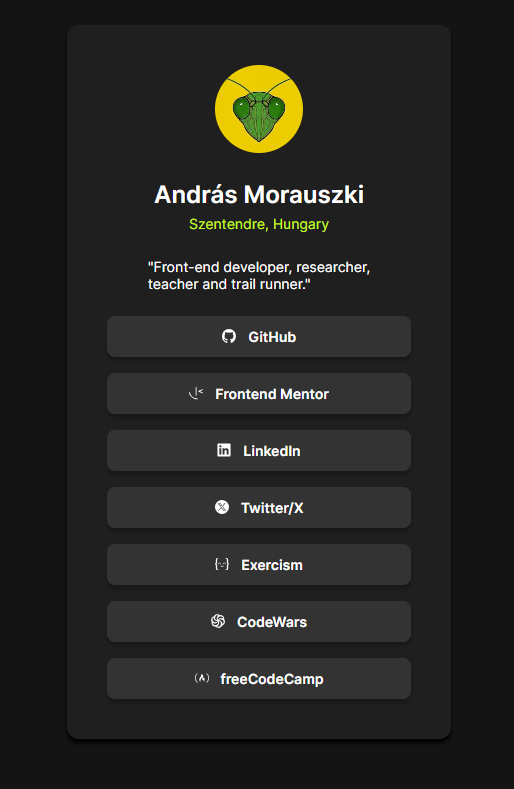 András Morauszki
Szentendre, Hungary
"Front-end developer, researcher,
teacher and trail runner."
GitHub
Frontend Mentor
LinkedIn
Twitter/X
Exercism
CodeWars
freeCodeCamp